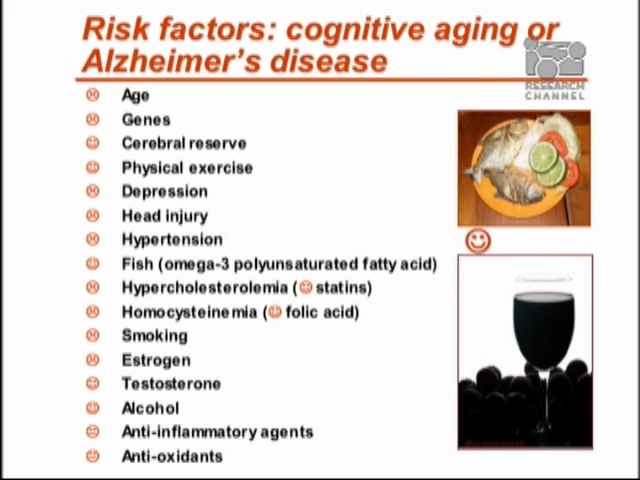 Risk factors: cognitive aging or
Alzheimer's disease
RESEARCH
CHANNEL
Age
Genes
Cerebral reserve
Physical exercise
Depression
Head injury
Hypertension
Fish (omega-3 polyunsaturated fatty acid)
Hypercholesterolemia (☺ statins)
Homocysteinemia (☺ folic acid)
Smoking
Estrogen
Testosterone
Alcohol
Anti-inflammatory agents
Anti-oxidants